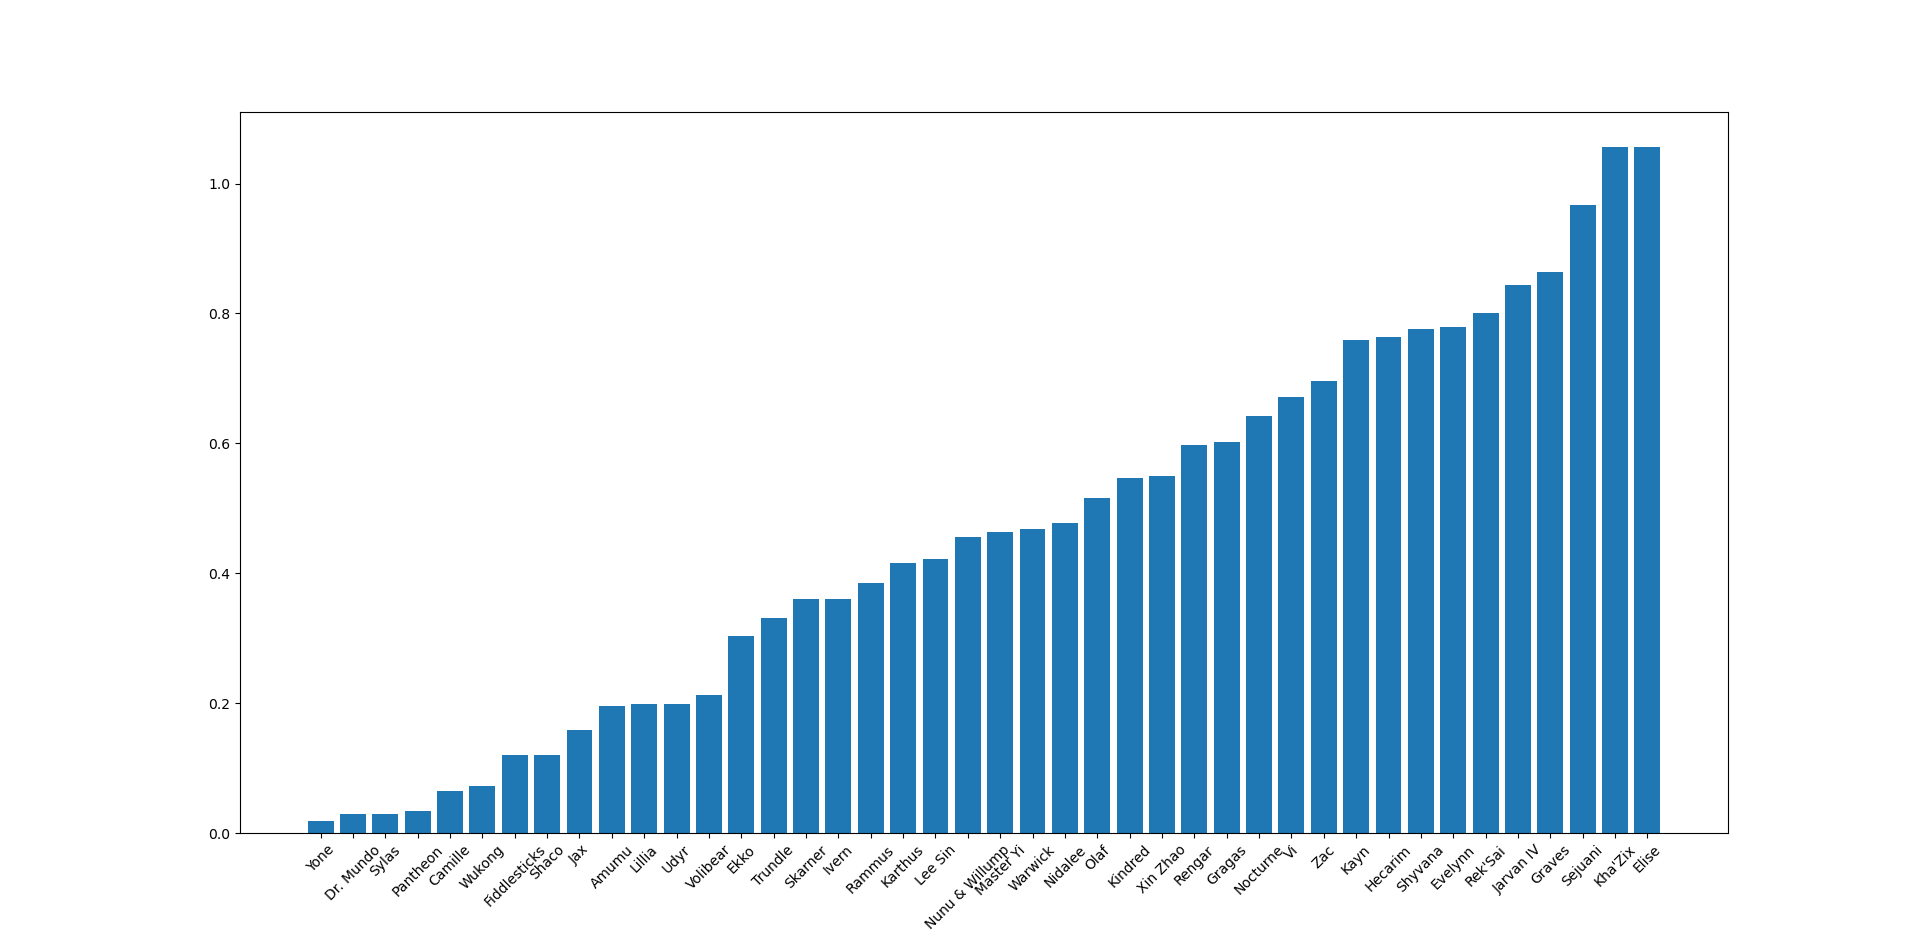 1.0
0.8
0.6
0.4
0.2
0.0
Yone
Dr. Mundo
Sylas
Pantheon
Camille
Wukong
Fiddlesticks
Shaco
Jax
Amumu
Lillia
Udyr
Volibear
Ekko
Trundle
Skarner
Ivern
Rammus
Karthus
Lee Sin
Nunu & Willump
Master Yi
Warwick
Nidalee
Olaf
Kindred
Xin Zhao
Rengar
Gragas
Nocturne
Vi
Zac
Kayn
Hecarim
Shyvana
Evelynn
Rek'Sai
Jarvan IV
Graves
Sejuani
Kha'Zix
Elise